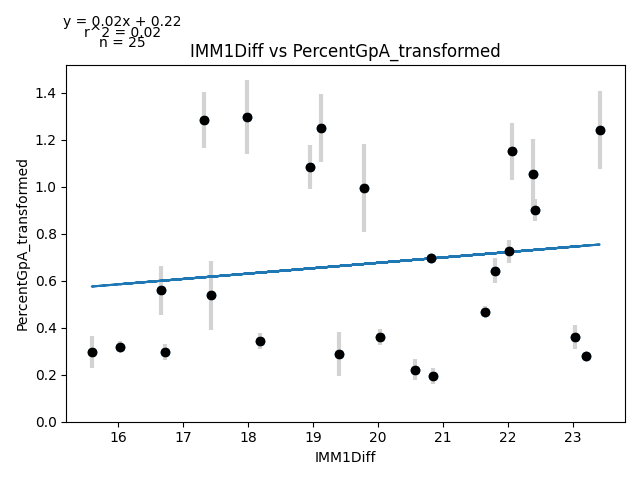 y = 0.02x + 0.22
r^2 = 0.02
n = 25
IMM1Diff vs PercentGpA_transformed
PercentGpA_transformed
1.4
1.2
1.0
0.8
0.6
0.4
0.2
0.0
16 17 18 19 20 21 22 23
IMM1Diff